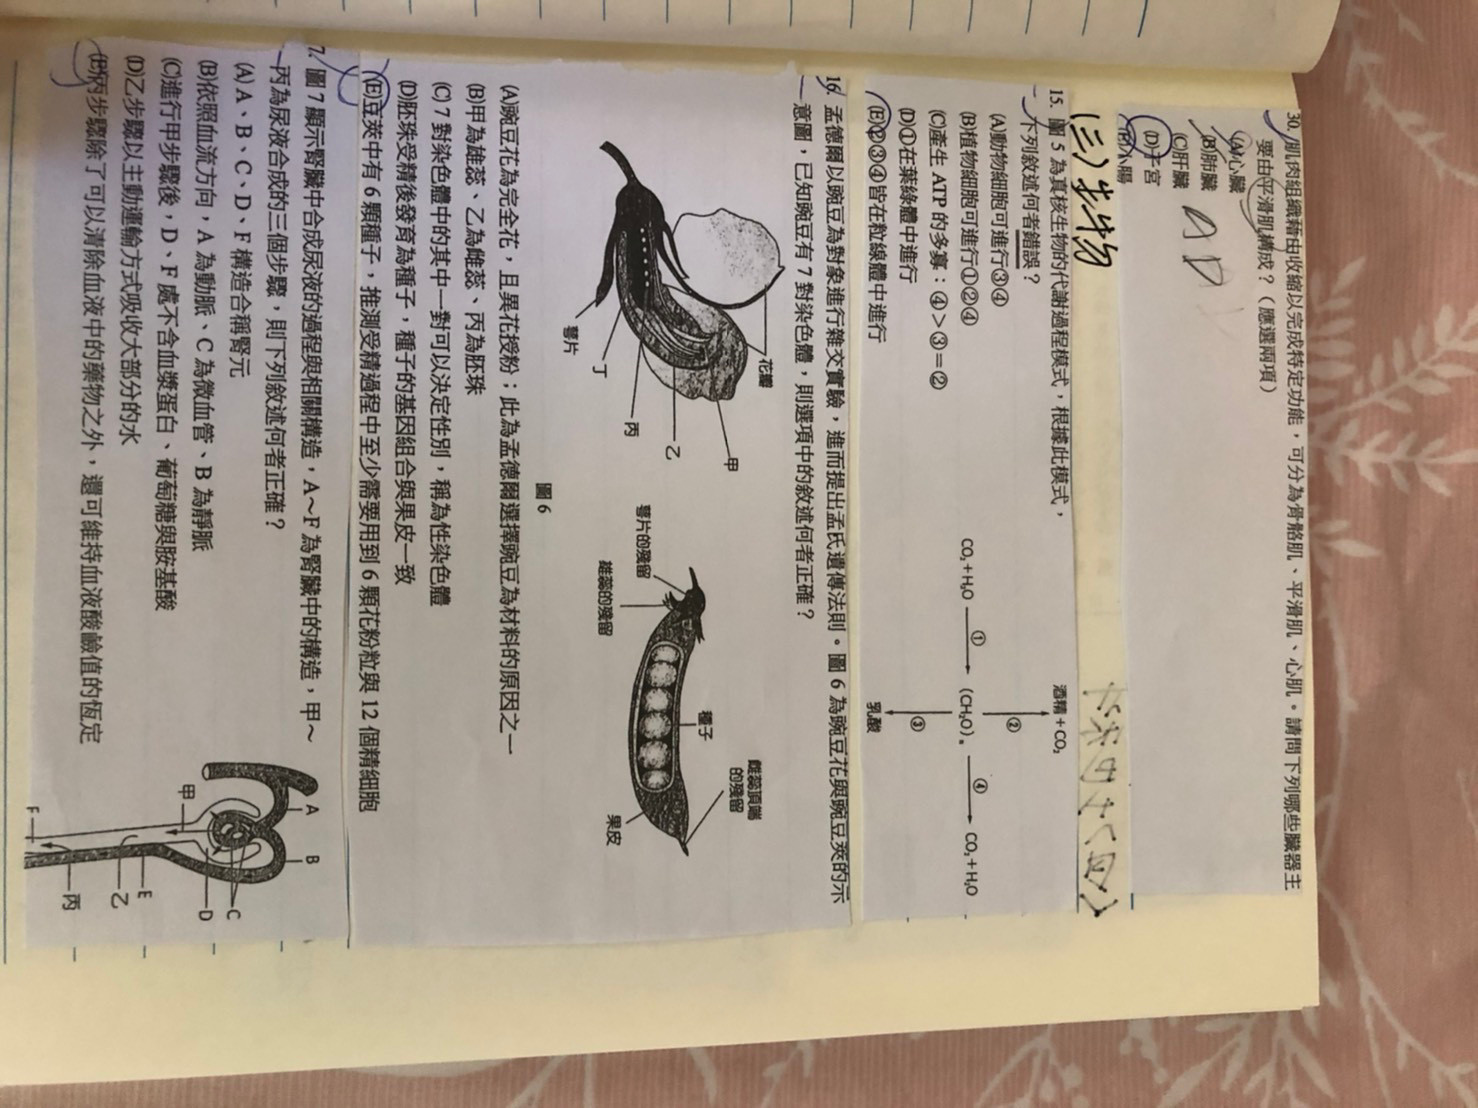 30. 肌肉組織藉由收縮以完成特定功能，可分為骨骼肌、平滑肌、心肌。請問下列哪些臟器主
要由平滑肌構成？（應選兩項）
(A)心臟
(B)肺臟
(C)肝臟
(D)子宮
(E)小腸
(三)生物
15. 圖 5 為真核生物的代謝過程模式，根據此模式，
下列敘述何者錯誤？
(A)動物細胞可進行③④
(B)植物細胞可進行①②④
(C)產生 ATP 的多寡：④>③=②
(D)①在葉綠體中進行
(E)②③④皆在粒線體中進行
酒精+CO₂
②
CO₂+H₂O ① (CH₂O)ₙ ④ CO₂+H₂O
③
乳酸
16. 孟德爾以豌豆為對象進行雜交實驗，進而提出孟氏遺傳法則。圖 6 為豌豆花與豌豆莢的示
意圖，已知豌豆有 7 對染色體，則選項中的敘述何者正確？
花瓣
甲
乙
丙
丁
萼片
雌蕊頂端
的殘留
種子
萼片的殘留
雄蕊的殘留
果皮
圖 6
(A)豌豆花為完全花，且異花授粉；此為孟德爾選擇豌豆為材料的原因之一
(B)甲為雄蕊、乙為雌蕊、丙為胚珠
(C) 7 對染色體中的其中一對可以決定性別，稱為性染色體
(D)胚珠受精後發育為種子，種子的基因組合與果皮一致
(E)豆莢中有 6 顆種子，推測受精過程中至少需要用到 6 顆花粉粒與 12 個精細胞
7. 圖 7 顯示腎臟中合成尿液的過程與相關構造，A～F 為腎臟中的構造，甲～
丙為尿液合成的三個步驟，則下列敘述何者正確？
(A) A、B、C、D、F 構造合稱腎元
(B)依照血流方向，A 為動脈、C 為微血管、B 為靜脈
(C)進行甲步驟後，D、F 處不含血漿蛋白、葡萄糖與胺基酸
(D)乙步驟以主動運輸方式吸收大部分的水
(E)丙步驟除了可以清除血液中的藥物之外，還可維持血液酸鹼值的恆定
A
B
C
D
甲
E
乙
F
丙